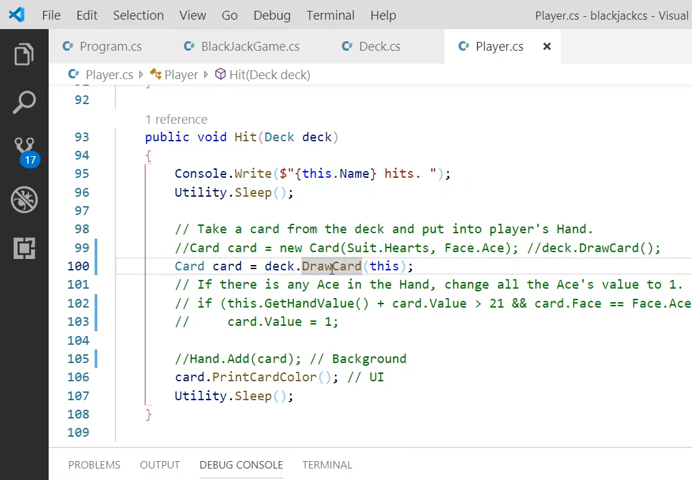 File Edit Selection View Go Debug Terminal Help Player.cs - blackjackcs - Visual
Program.cs BlackJackGame.cs Deck.cs Player.cs ×
Player.cs > Player > Hit(Deck deck)
92
1 reference
93 public void Hit(Deck deck)
94 {
95 Console.Write($"{this.Name} hits. ");
96 Utility.Sleep();
97
98 // Take a card from the deck and put into player's Hand.
99 //Card card = new Card(Suit.Hearts, Face.Ace); //deck.DrawCard();
100 Card card = deck.DrawCard(this);
101 // If there is any Ace in the Hand, change all the Ace's value to 1.
102 // if (this.GetHandValue() + card.Value > 21 && card.Face == Face.Ace
103 // card.Value = 1;
104
105 //Hand.Add(card); // Background
106 card.PrintCardColor(); // UI
107 Utility.Sleep();
108 }
109
17
PROBLEMS OUTPUT DEBUG CONSOLE TERMINAL